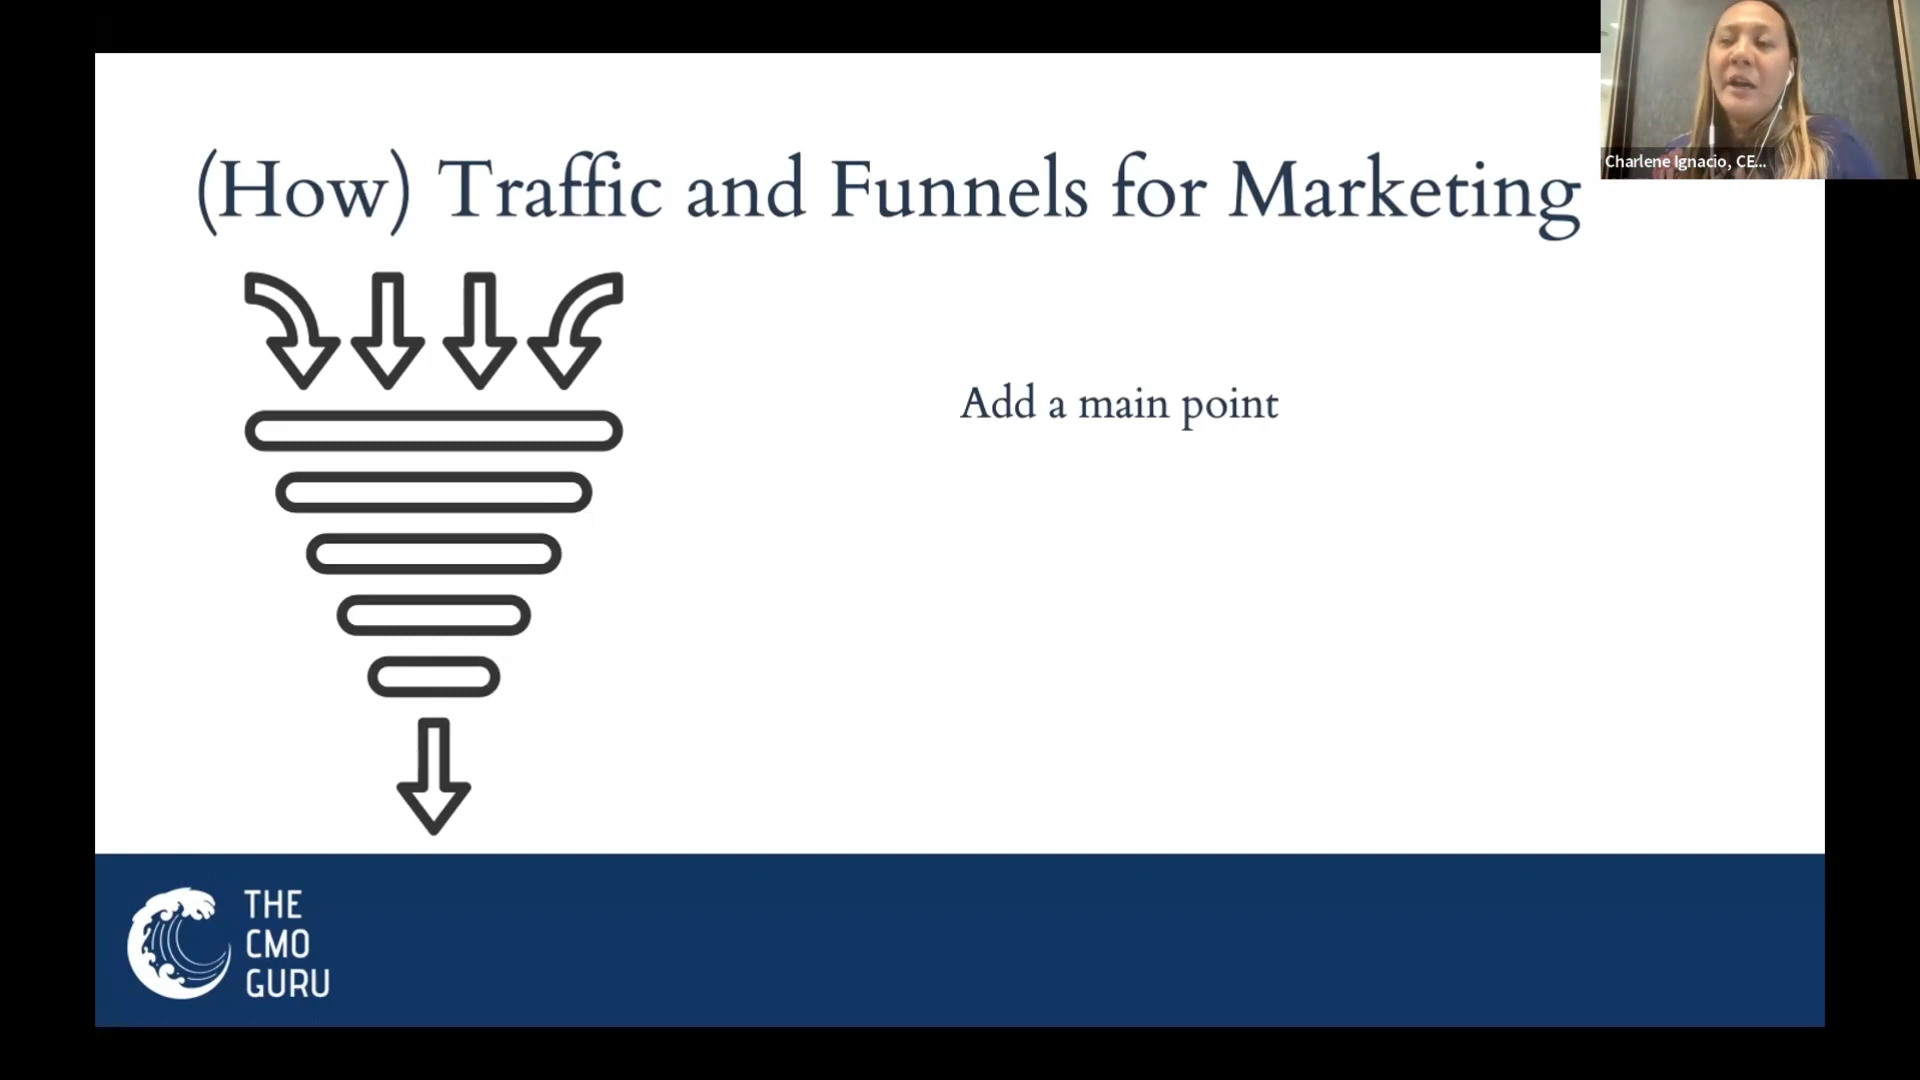 (How) Traffic and Funnels for Marketing
Charlene Ignacio, CE...
Add a main point
THE
CMO
GURU